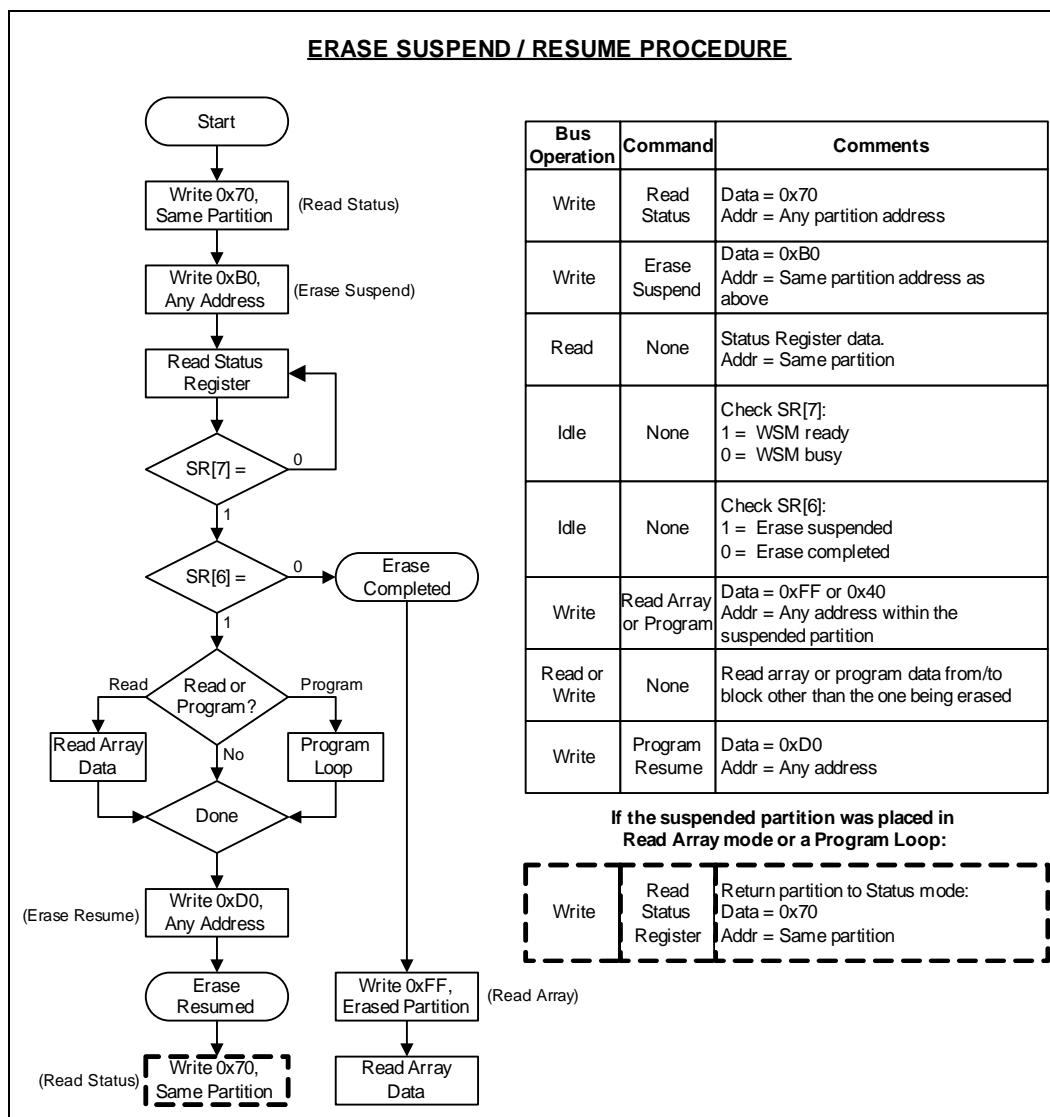 ERASE SUSPEND / RESUME PROCEDURE
Start
Write 0x70,
Same Partition
(Read Status)
Write 0xB0,
Any Address
(Erase Suspend)
Read Status
Register
SR[7] =
0
1
SR[6] =
0
Erase
Completed
1
Read
Read or
Program?
Program
Read Array
Data
No
Program
Loop
Done
(Erase Resume)
Write 0xD0,
Any Address
Erase
Resumed
Write 0xFF,
Erased Partition
(Read Array)
(Read Status)
Write 0x70,
Same Partition
Read Array
Data
Bus
Operation
Command
Comments
Write
Read
Status
Data = 0x70
Addr = Any partition address
Write
Erase
Suspend
Data = 0xB0
Addr = Same partition address as
above
Read
None
Status Register data.
Addr = Same partition
Idle
None
Check SR[7]:
1 = WSM ready
0 = WSM busy
Idle
None
Check SR[6]:
1 = Erase suspended
0 = Erase completed
Write
Read Array
or Program
Data = 0xFF or 0x40
Addr = Any address within the
suspended partition
Read or
Write
None
Read array or program data from/to
block other than the one being erased
Write
Program
Resume
Data = 0xD0
Addr = Any address
If the suspended partition was placed in
Read Array mode or a Program Loop:
Write
Read
Status
Register
Return partition to Status mode:
Data = 0x70
Addr = Same partition